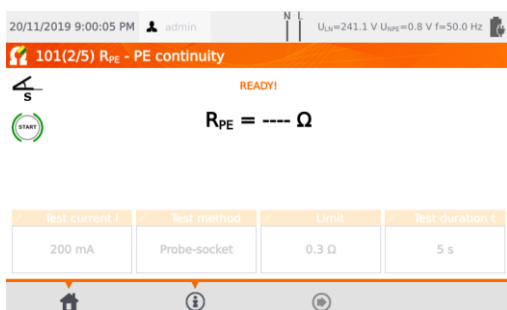 20/11/2019 9:00:05 PM admin N L ULN=241.1 V UNPE=0.8 V f=50.0 Hz
101(2/5) RPE - PE continuity
S
READY!
START
RPE = ---- Ω
Test current I Test method Limit Test duration t
200 mA Probe-socket 0.3 Ω 5 s